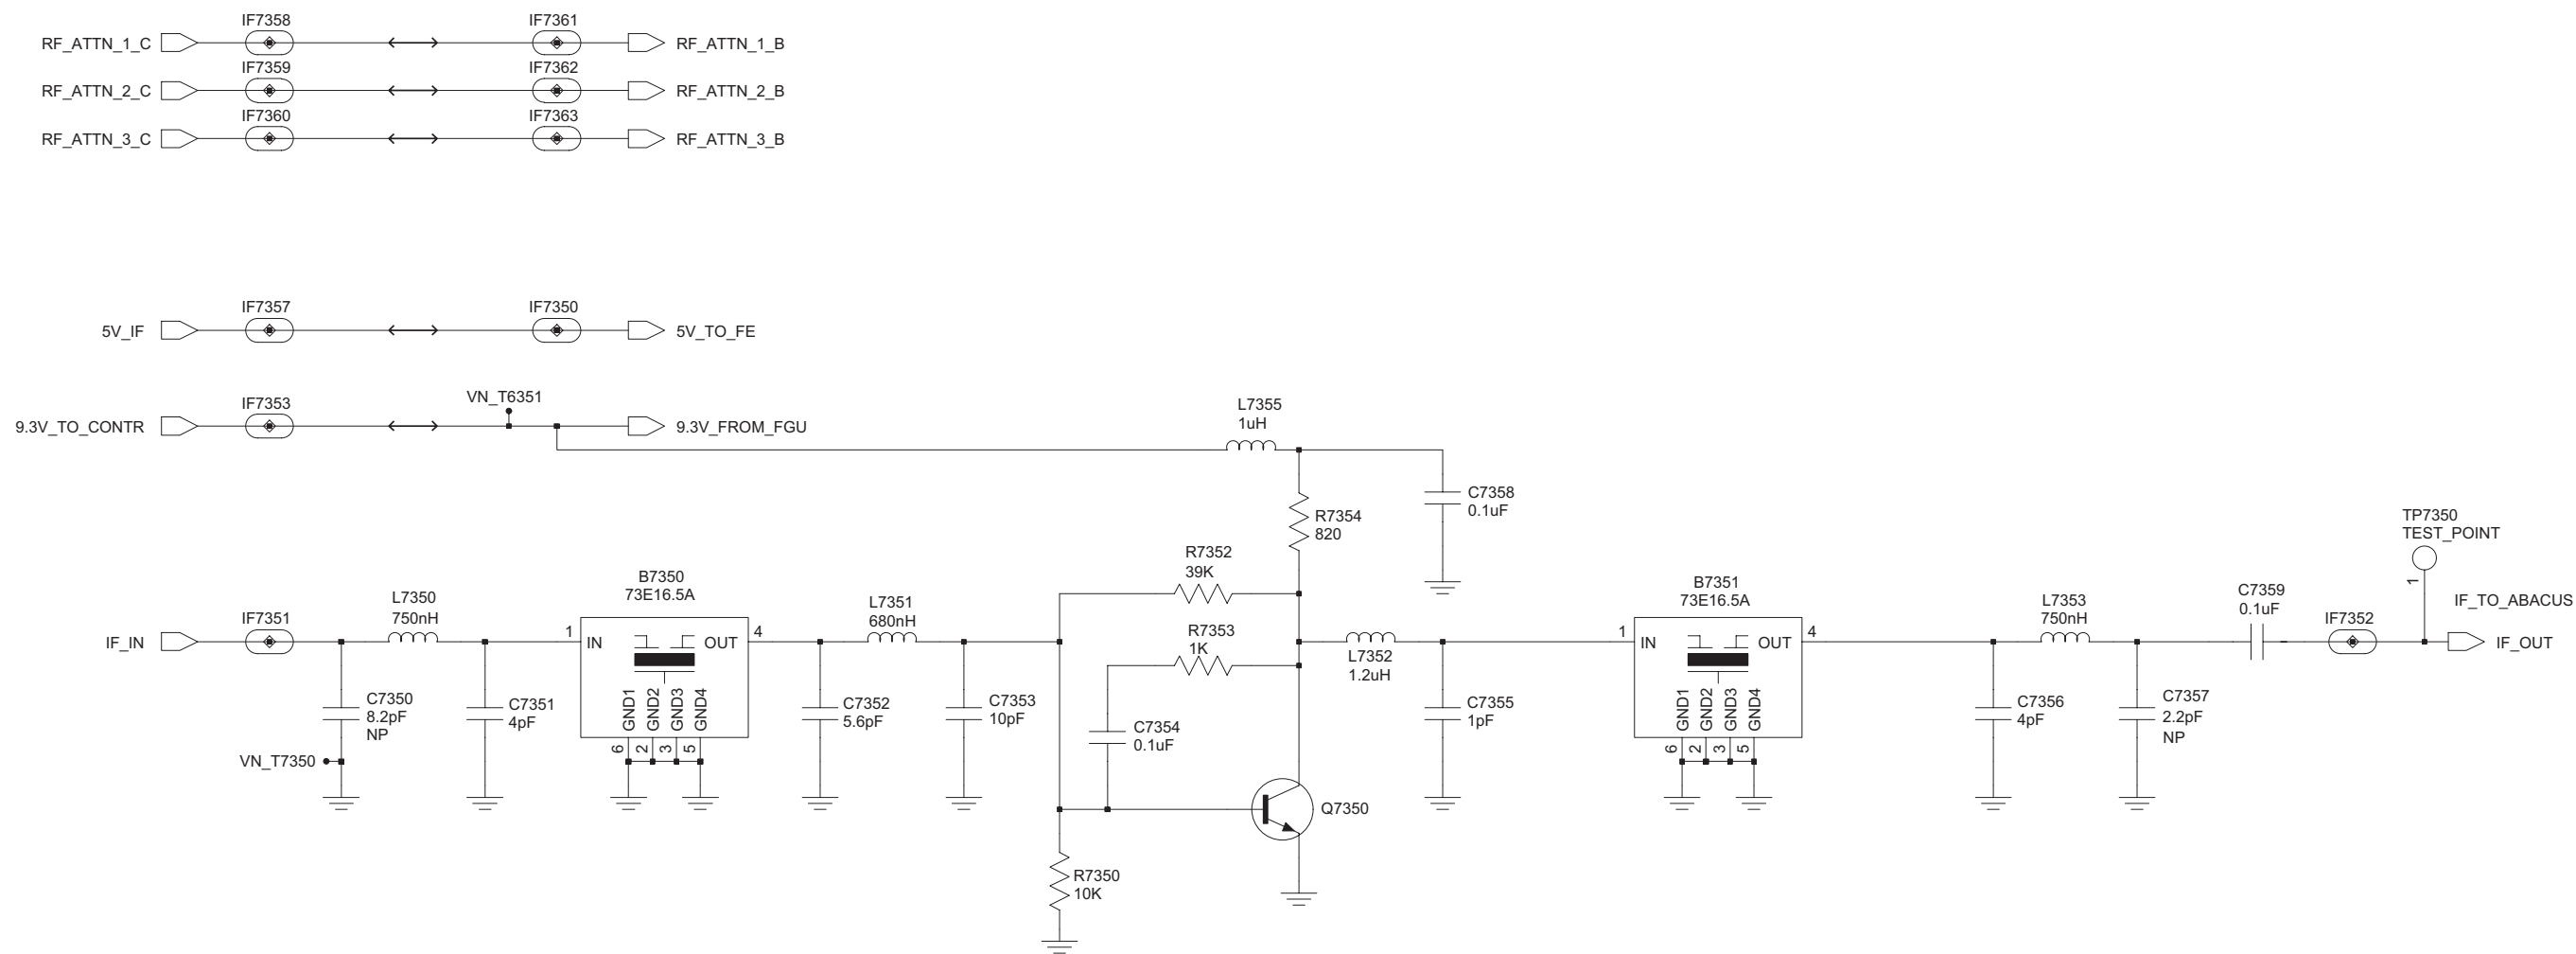 IF7358
IF7361
RF_ATTN_1_C
RF_ATTN_1_B
IF7359
IF7362
RF_ATTN_2_C
RF_ATTN_2_B
IF7360
IF7363
RF_ATTN_3_C
RF_ATTN_3_B
IF7357
IF7350
5V_IF
5V_TO_FE
IF7353
VN_T6351
9.3V_TO_CONTR
9.3V_FROM_FGU
L7355
1uH
C7358
0.1uF
R7354
820
TP7350
TEST_POINT
1
R7352
39K
B7350
73E16.5A
B7351
73E16.5A
IF7351
L7350
750nH
L7351
680nH
R7353
1K
L7353
750nH
C7359
0.1uF
IF7352
IF_TO_ABACUS
IF_IN
1
IN
OUT
4
L7352
1.2uH
1
IN
OUT
4
IF_OUT
C7350
8.2pF
NP
C7351
4pF
GND1
GND2
GND3
GND4
6
2
3
5
C7352
5.6pF
C7353
10pF
C7354
0.1uF
C7355
1pF
GND1
GND2
GND3
GND4
6
2
3
5
C7356
4pF
C7357
2.2pF
NP
VN_T7350
Q7350
R7350
10K